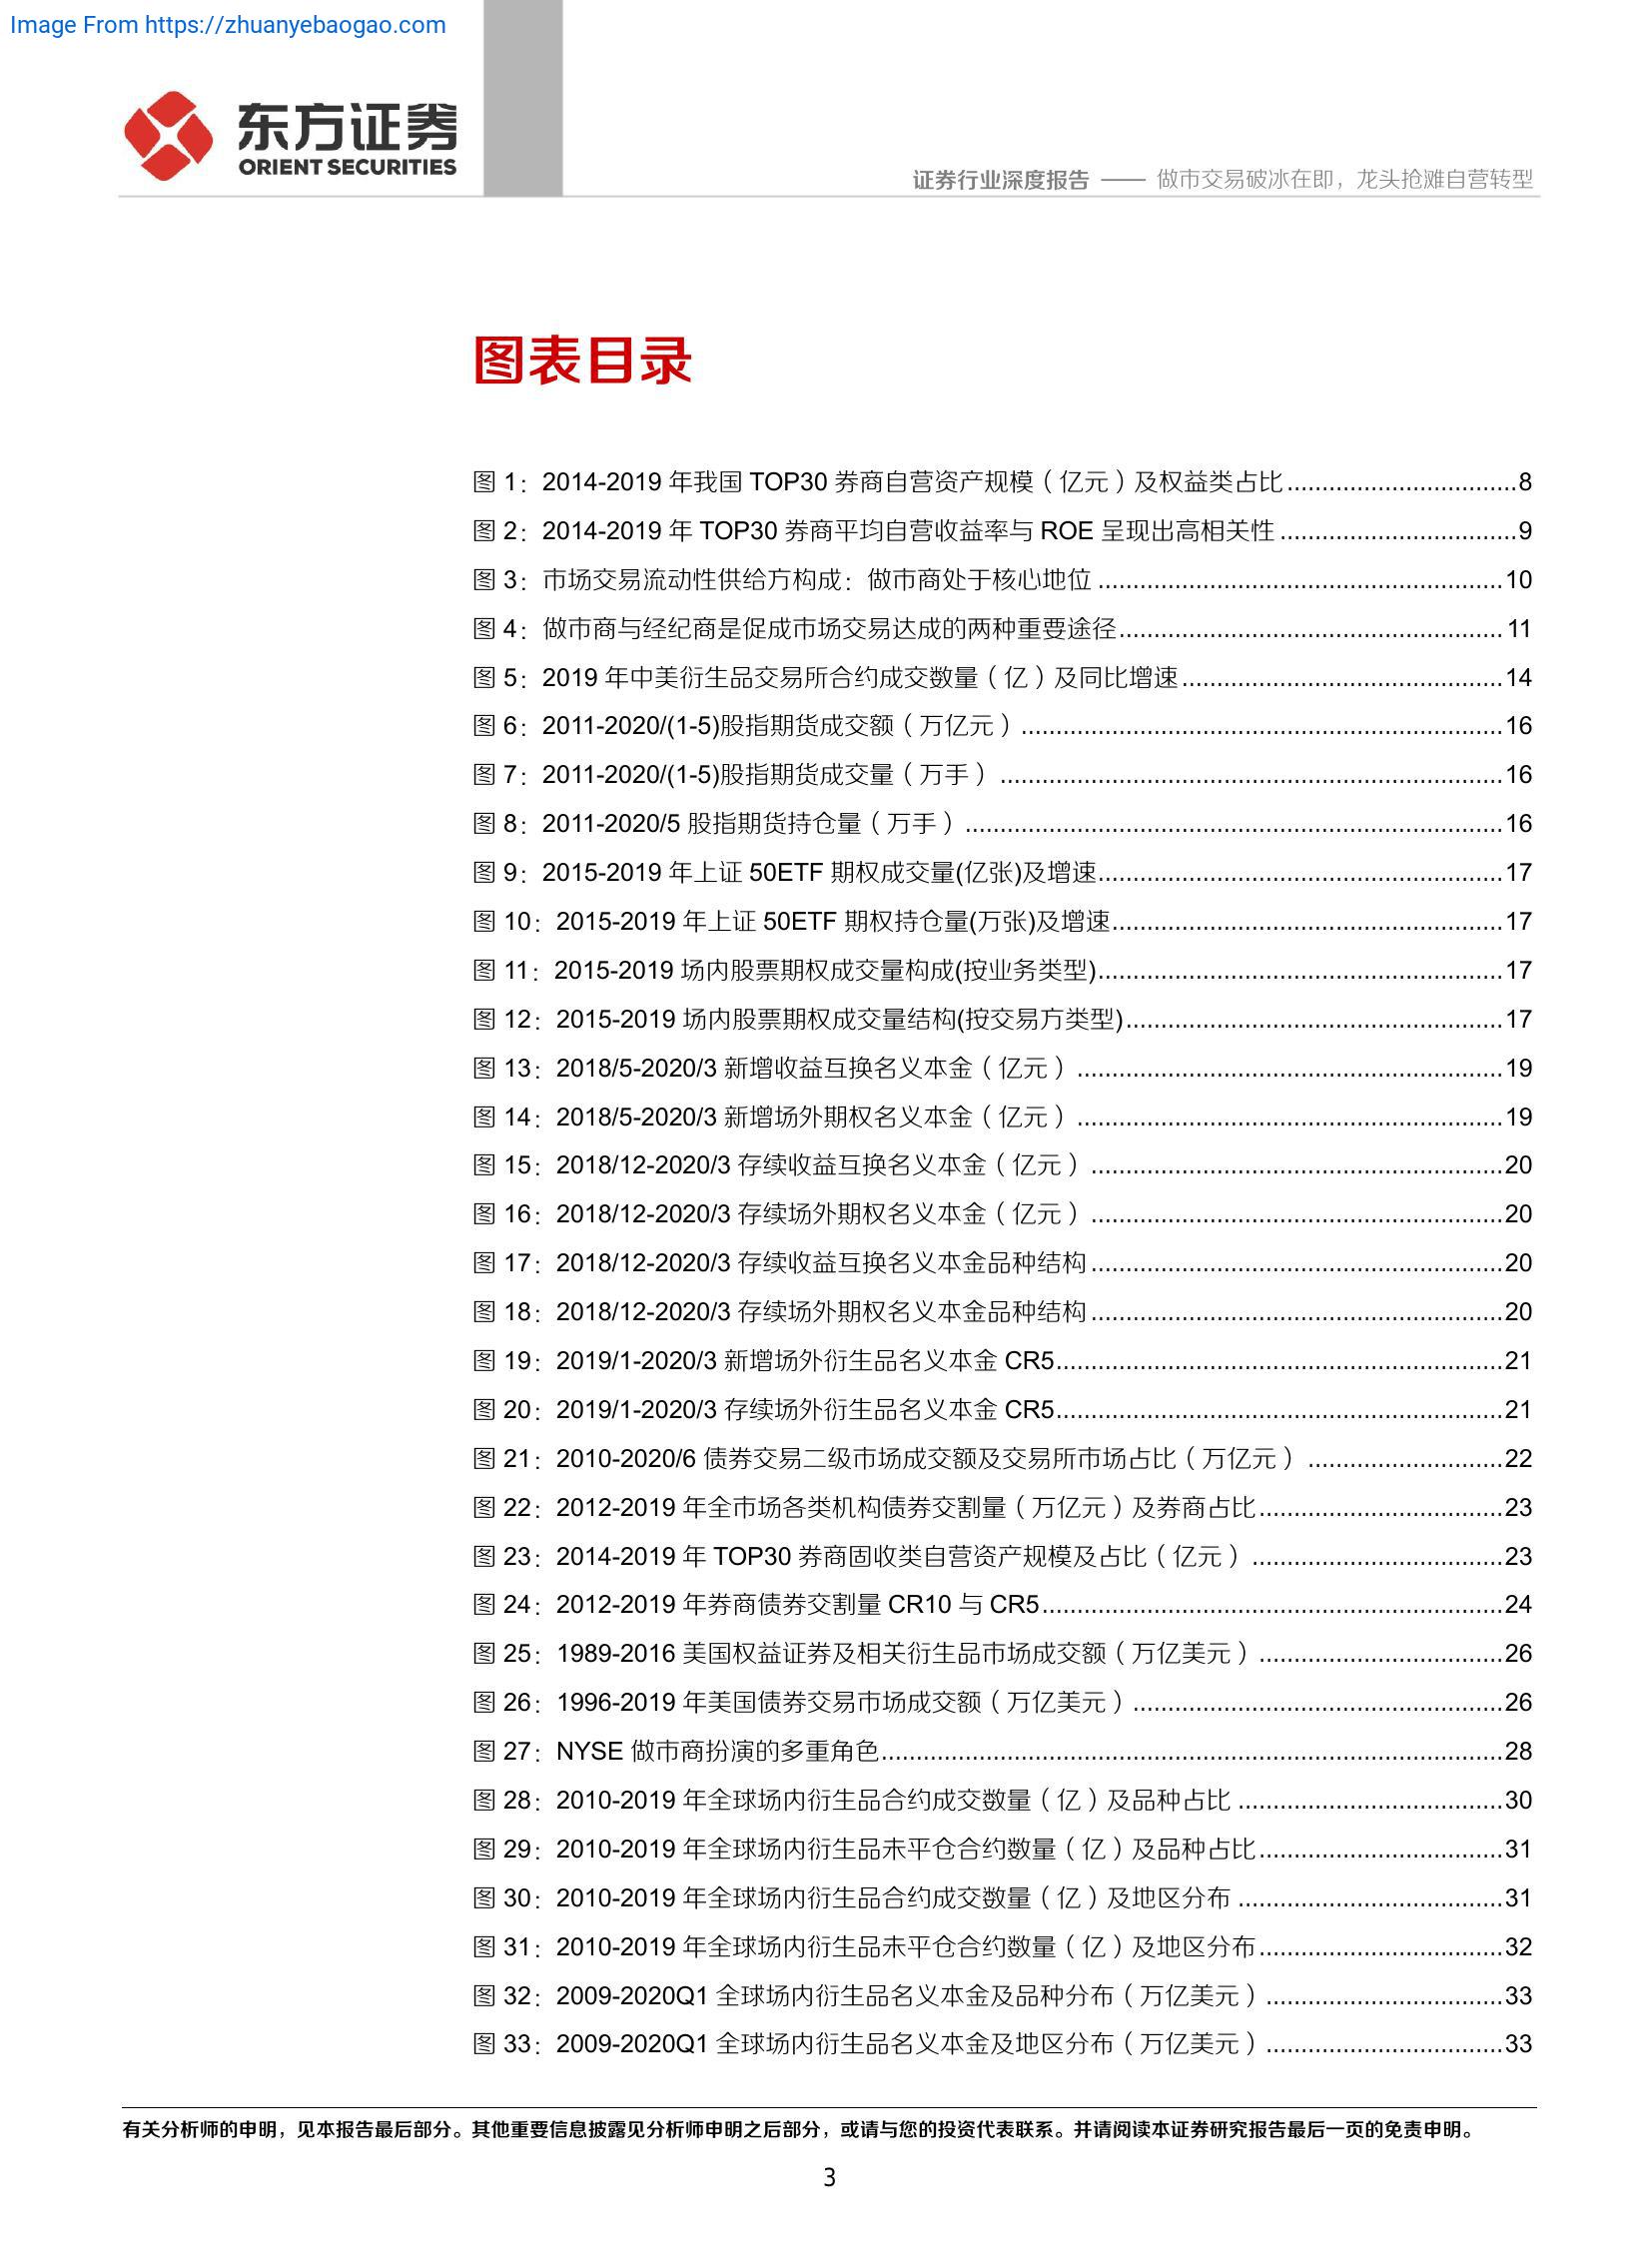 Image From https://zhuanyebaogao.com
东方证券
ORIENT SECURITIES
证券行业深度报告 —— 做市交易破冰在即，龙头抢滩自营转型
图表目录
图 1：2014-2019 年我国 TOP30 券商自营资产规模（亿元）及权益类占比.................................8
图 2：2014-2019 年 TOP30 券商平均自营收益率与 ROE 呈现出高相关性..................................9
图 3：市场交易流动性供给方构成：做市商处于核心地位..........................................................10
图 4：做市商与经纪商是促成市场交易达成的两种重要途径.......................................................11
图 5：2019 年中美衍生品交易所合约成交数量（亿）及同比增速..............................................14
图 6：2011-2020/(1-5)股指期货成交额（万亿元）.....................................................................16
图 7：2011-2020/(1-5)股指期货成交量（万手）........................................................................16
图 8：2011-2020/5 股指期货持仓量（万手）.............................................................................16
图 9：2015-2019 年上证 50ETF 期权成交量(亿张)及增速..........................................................17
图 10：2015-2019 年上证 50ETF 期权持仓量(万张)及增速........................................................17
图 11：2015-2019 场内股票期权成交量构成(按业务类型)..........................................................17
图 12：2015-2019 场内股票期权成交量结构(按交易方类型)......................................................17
图 13：2018/5-2020/3 新增收益互换名义本金（亿元）.............................................................19
图 14：2018/5-2020/3 新增场外期权名义本金（亿元）.............................................................19
图 15：2018/12-2020/3 存续收益互换名义本金（亿元）...........................................................20
图 16：2018/12-2020/3 存续场外期权名义本金（亿元）...........................................................20
图 17：2018/12-2020/3 存续收益互换名义本金品种结构...........................................................20
图 18：2018/12-2020/3 存续场外期权名义本金品种结构...........................................................20
图 19：2019/1-2020/3 新增场外衍生品名义本金 CR5................................................................21
图 20：2019/1-2020/3 存续场外衍生品名义本金 CR5................................................................21
图 21：2010-2020/6 债券交易二级市场成交额及交易所市场占比（万亿元）............................22
图 22：2012-2019 年全市场各类机构债券交割量（万亿元）及券商占比...................................23
图 23：2014-2019 年 TOP30 券商固收类自营资产规模及占比（亿元）....................................23
图 24：2012-2019 年券商债券交割量 CR10 与 CR5..................................................................24
图 25：1989-2016 美国权益证券及相关衍生品市场成交额（万亿美元）...................................26
图 26：1996-2019 年美国债券交易市场成交额（万亿美元）.....................................................26
图 27：NYSE 做市商扮演的多重角色.........................................................................................28
图 28：2010-2019 年全球场内衍生品合约成交数量（亿）及品种占比......................................30
图 29：2010-2019 年全球场内衍生品未平仓合约数量（亿）及品种占比...................................31
图 30：2010-2019 年全球场内衍生品合约成交数量（亿）及地区分布......................................31
图 31：2010-2019 年全球场内衍生品未平仓合约数量（亿）及地区分布...................................32
图 32：2009-2020Q1 全球场内衍生品名义本金及品种分布（万亿美元）..................................33
图 33：2009-2020Q1 全球场内衍生品名义本金及地区分布（万亿美元）..................................33
有关分析师的申明，见本报告最后部分。其他重要信息披露见分析师申明之后部分，或请与您的投资代表联系。并请阅读本证券研究报告最后一页的免责申明。
3